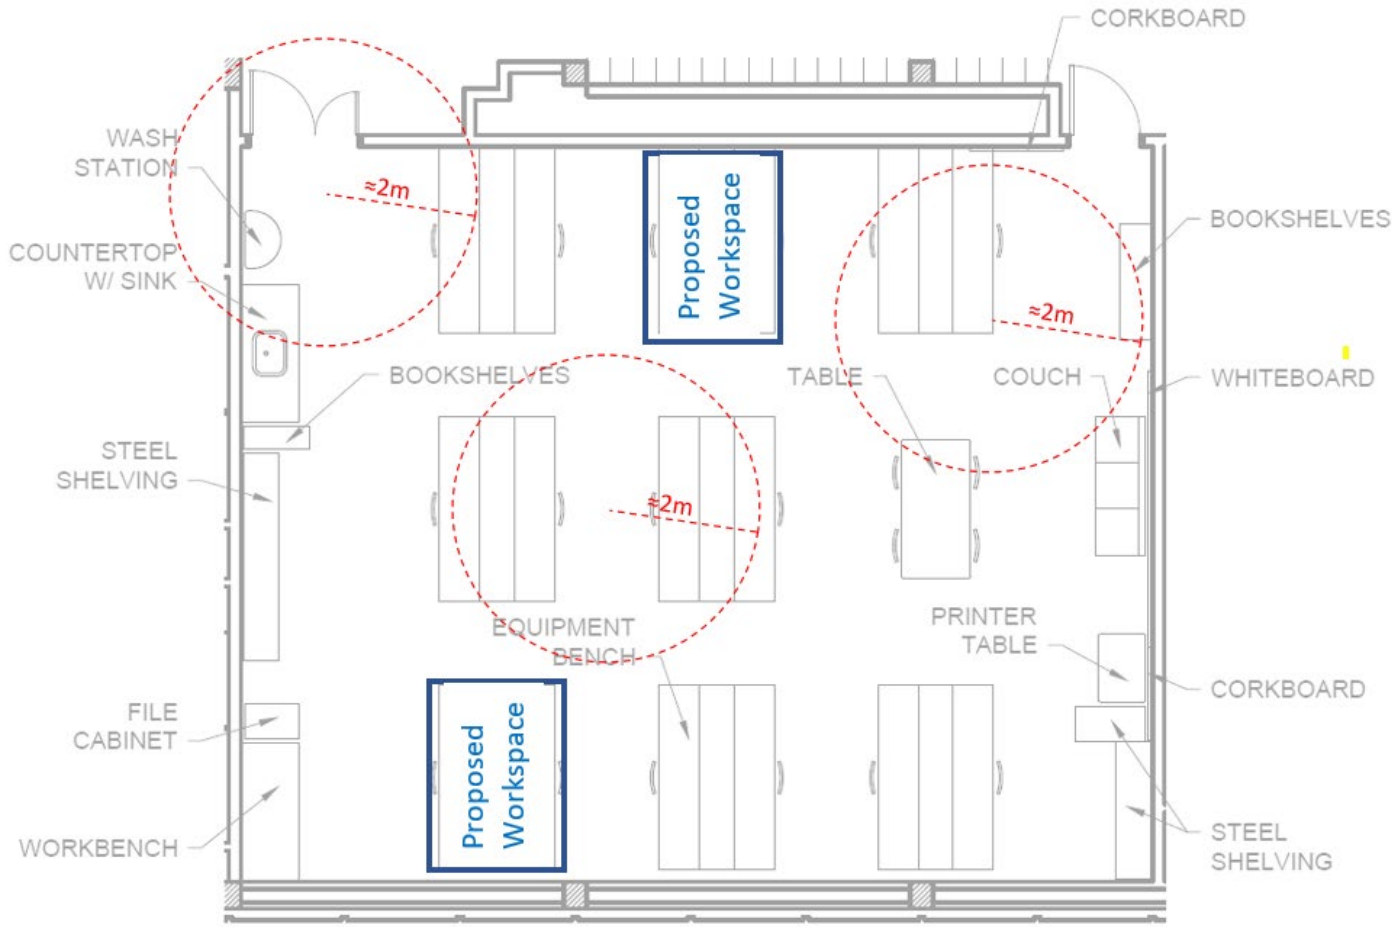 CORKBOARD
WASH
STATION
≈2m
COUNTERTOP
W/ SINK
Proposed
Workspace
BOOKSHELVES
≈2m
BOOKSHELVES
TABLE
COUCH
WHITEBOARD
STEEL
SHELVING
≈2m
EQUIPMENT
BENCH
PRINTER
TABLE
CORKBOARD
FILE
CABINET
Proposed
Workspace
WORKBENCH
STEEL
SHELVING